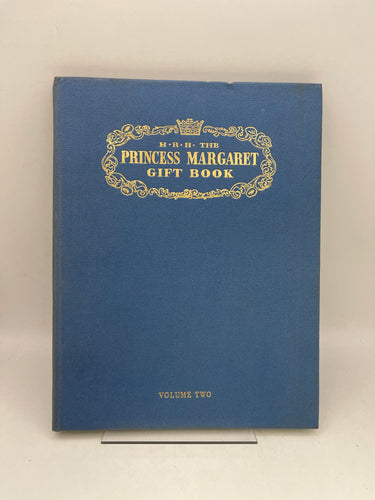 H·R·H· THE
PRINCESS MARGARET
GIFT BOOK
VOLUME TWO